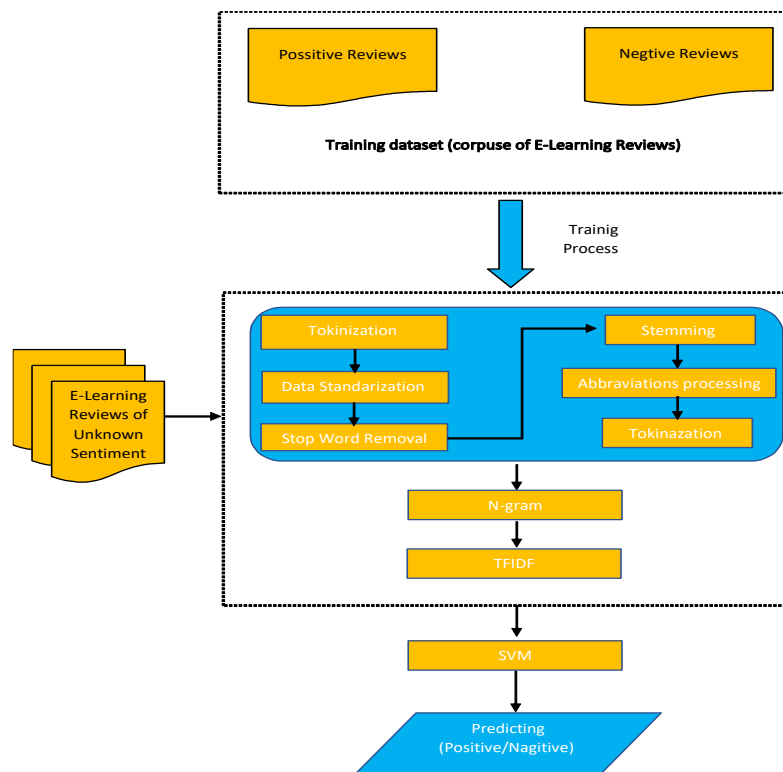 Possitive Reviews
Negtive Reviews
Training dataset (corpuse of E-Learning Reviews)
Trainig
Process
Tokinization
Data Standarization
Stop Word Removal
Stemming
Abbraviations processing
Tokinazation
E-Learning
Reviews of
Unknown
Sentiment
N-gram
TFIDF
SVM
Predicting
(Positive/Nagitive)